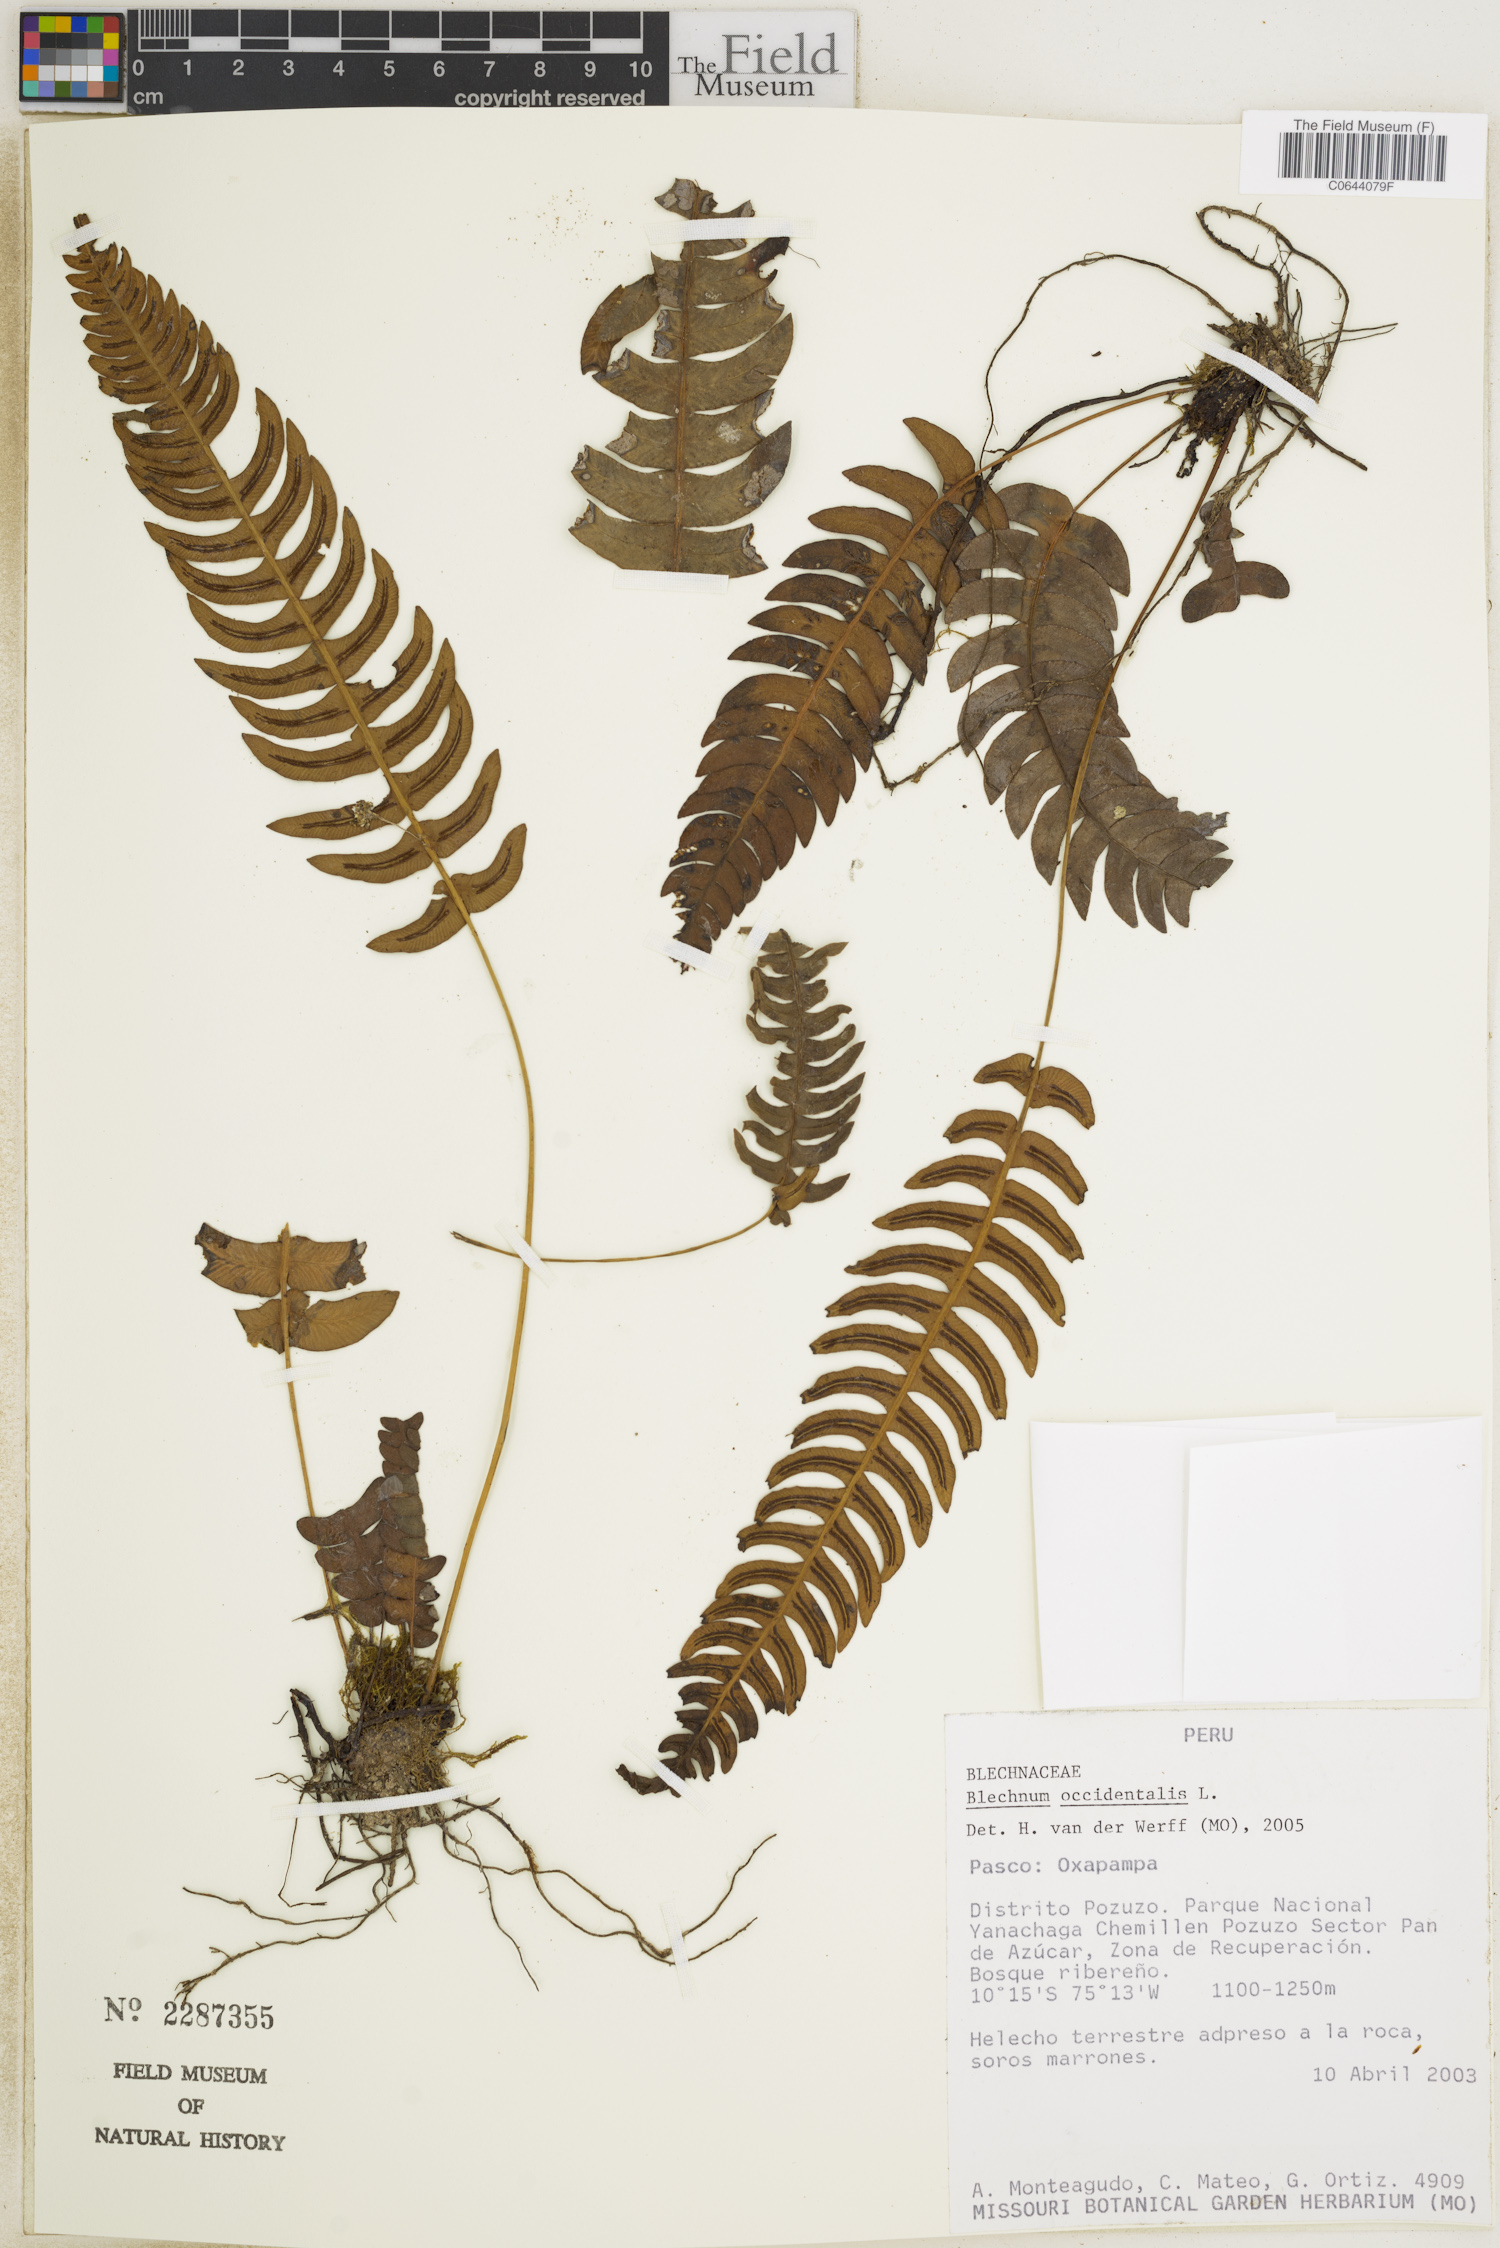 0 1 2 3 4 5 6 7 8 9 10
cm
copyright reserved
The Field
Museum
The Field Museum (F)
C0644079F
PERU
BLECHNACEAE
Blechnum occidentalis L.
Det. H. van der Werff (MO), 2005
Pasco: Oxapampa
Distrito Pozuzo. Parque Nacional
Yanachaga Chemillen Pozuzo Sector Pan
de Azúcar, Zona de Recuperación.
Bosque ribereño.
10°15'S 75°13'W 1100-1250m
Helecho terrestre adpreso a la roca,
soros marrones.
10 Abril 2003
A. Monteagudo, C. Mateo, G. Ortiz. 4909
MISSOURI BOTANICAL GARDEN HERBARIUM (MO)
No 2287355
FIELD MUSEUM
OF
NATURAL HISTORY